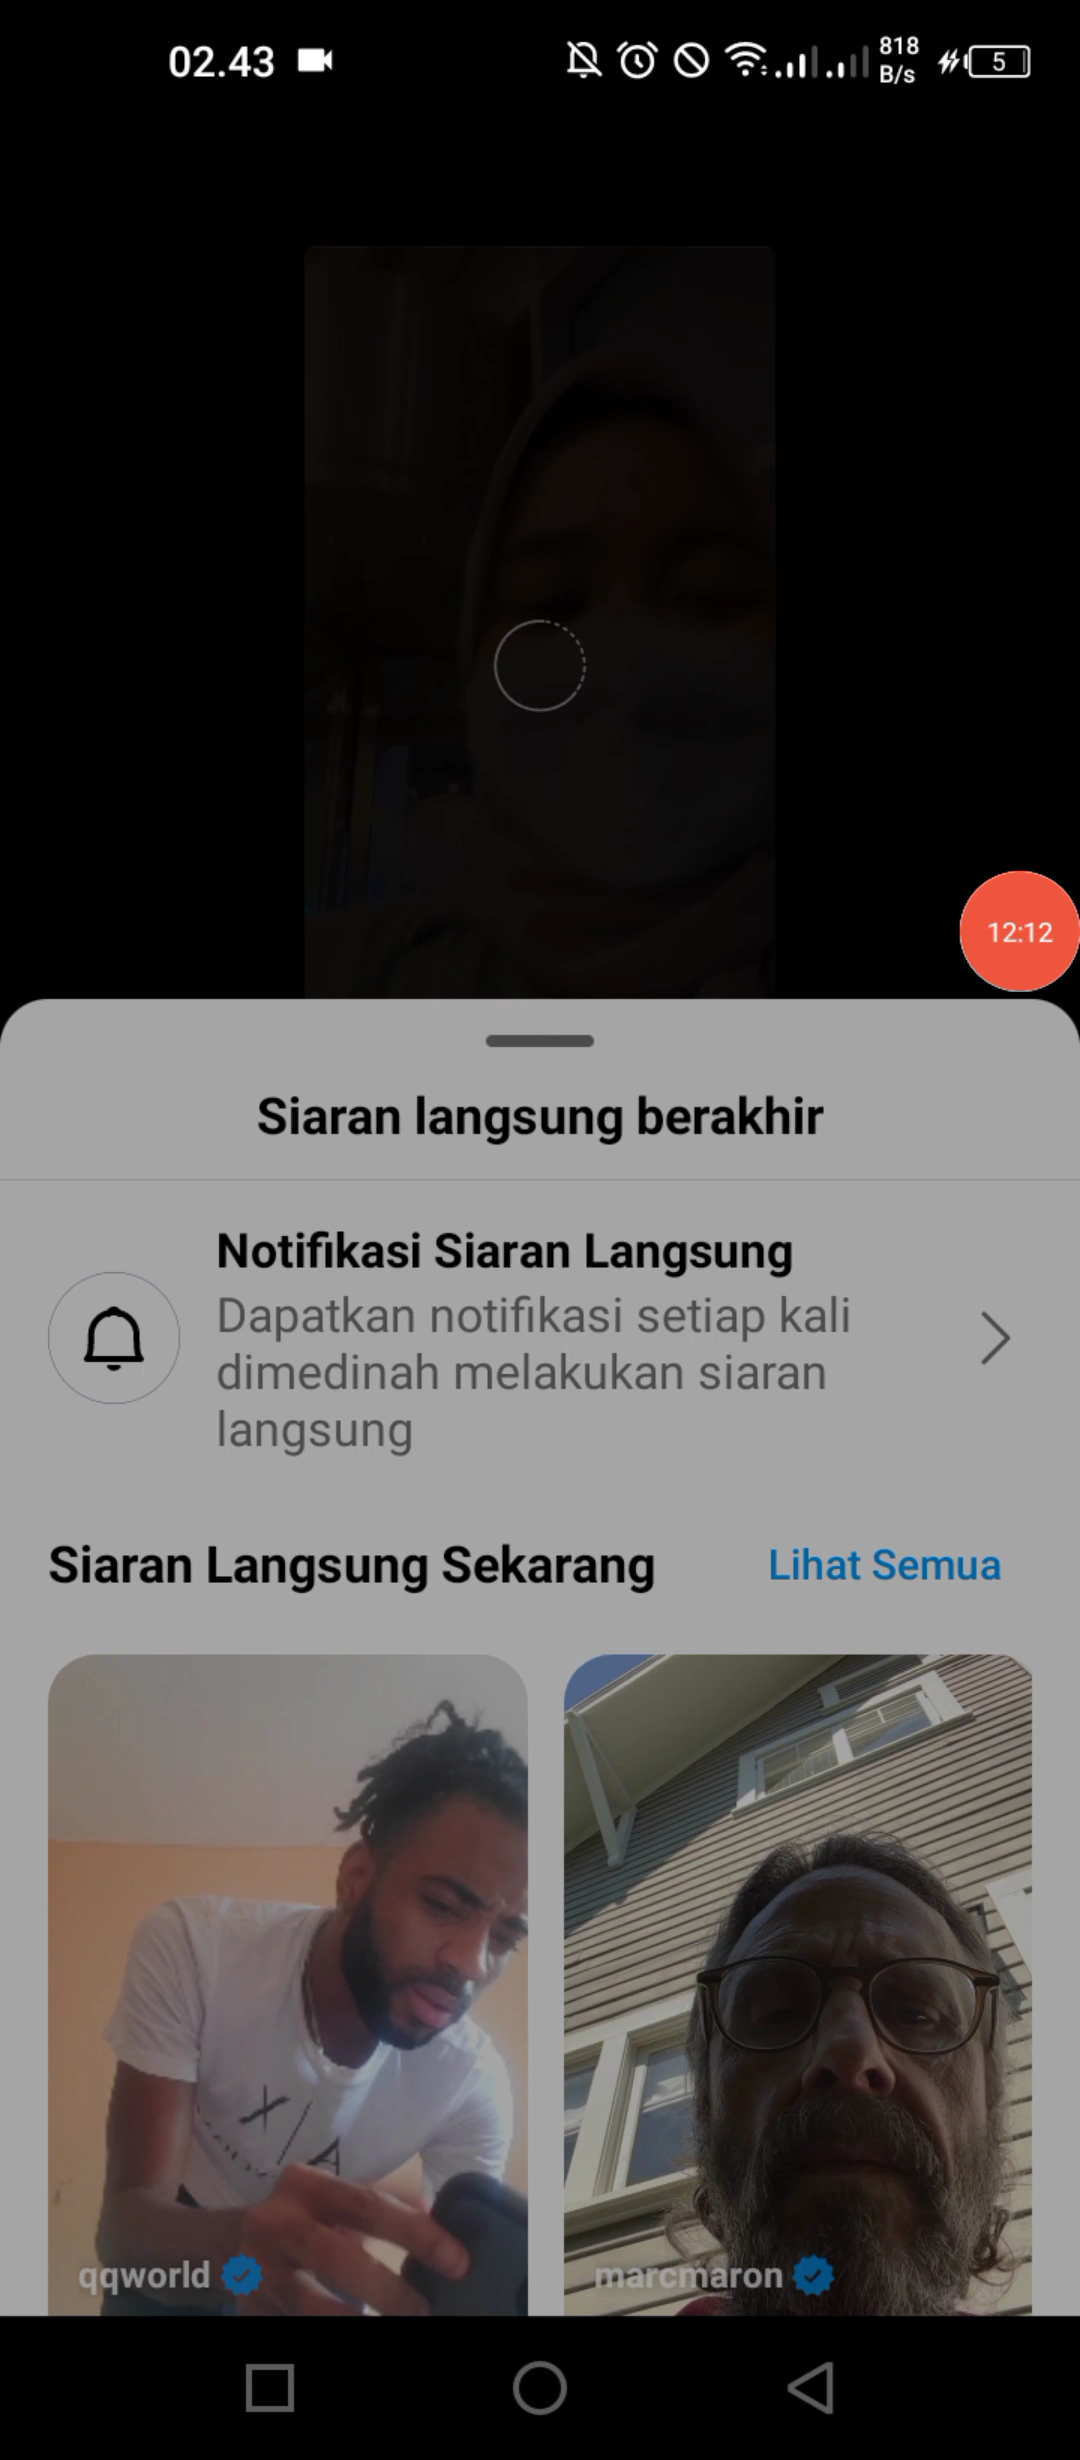 02.43
818
B/s
5
12:12
Siaran langsung berakhir
Notifikasi Siaran Langsung
Dapatkan notifikasi setiap kali
dimedinah melakukan siaran
langsung
Siaran Langsung Sekarang
Lihat Semua
X/A
qqworld
marcmaron